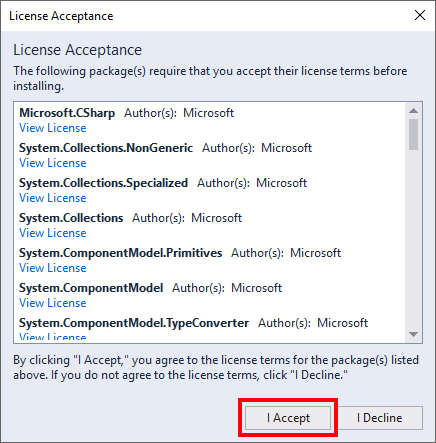 License Acceptance
License Acceptance
The following package(s) require that you accept their license terms before
installing.
Microsoft.CSharp Author(s): Microsoft
View License
System.Collections.NonGeneric Author(s): Microsoft
View License
System.Collections.Specialized Author(s): Microsoft
View License
System.Collections Author(s): Microsoft
View License
System.ComponentModel.Primitives Author(s): Microsoft
View License
System.ComponentModel Author(s): Microsoft
View License
System.ComponentModel.TypeConverter Author(s): Microsoft
View License
By clicking "I Accept," you agree to the license terms for the package(s) listed
above. If you do not agree to the license terms, click "I Decline."
I Accept I Decline